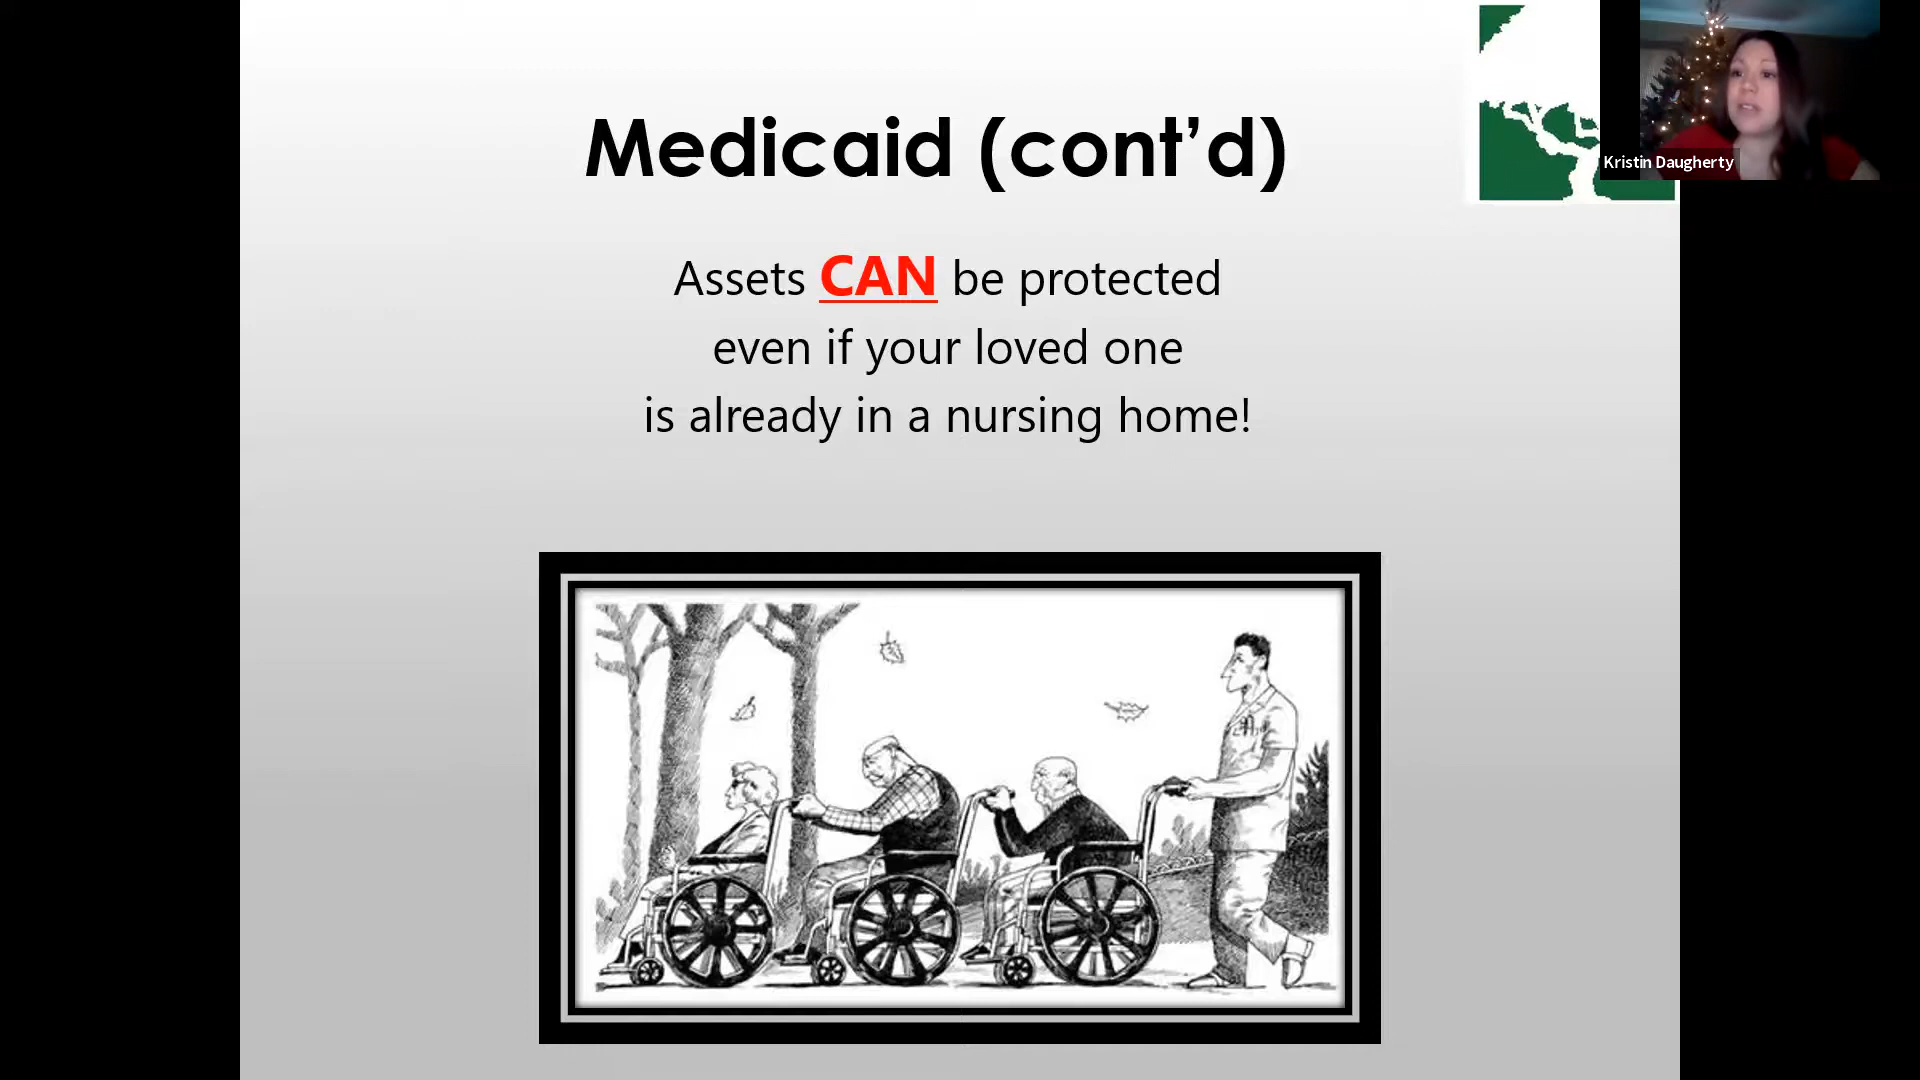 Medicaid (cont’d)
Kristin Daugherty
Assets CAN be protected
even if your loved one
is already in a nursing home!